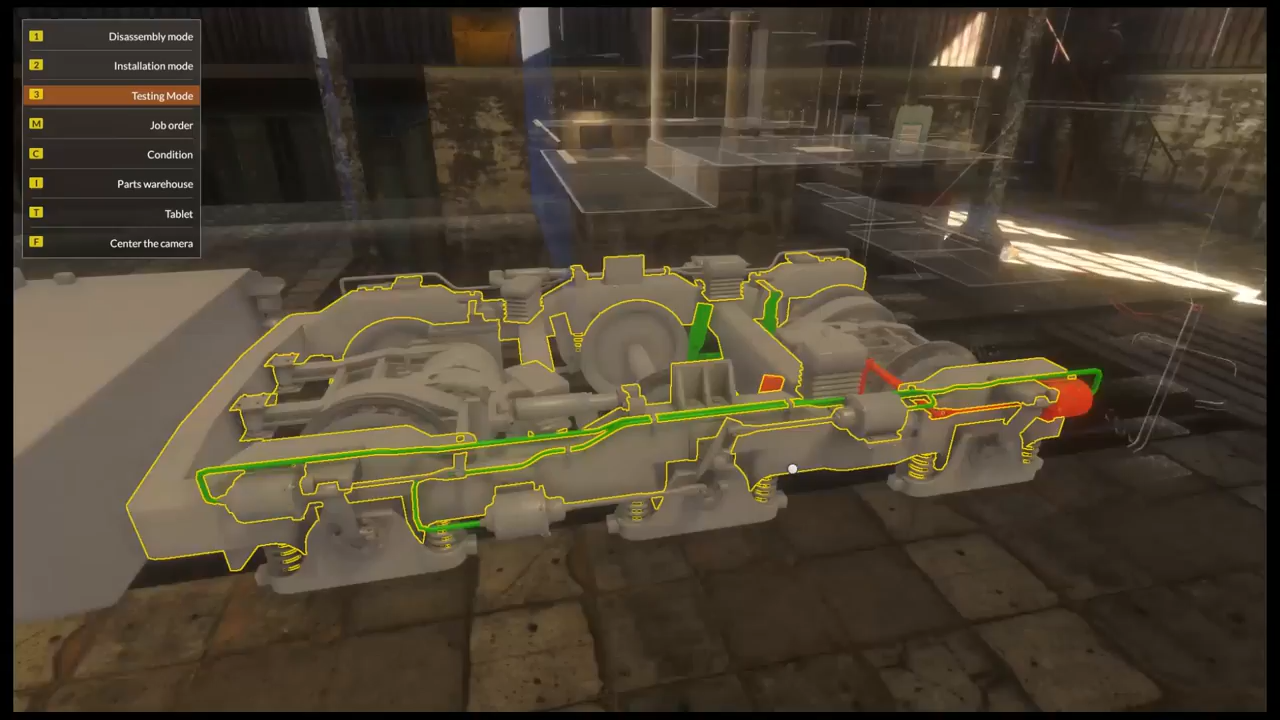 1 Disassembly mode
2 Installation mode
3 Testing Mode
M Job order
C Condition
I Parts warehouse
T Tablet
F Center the camera